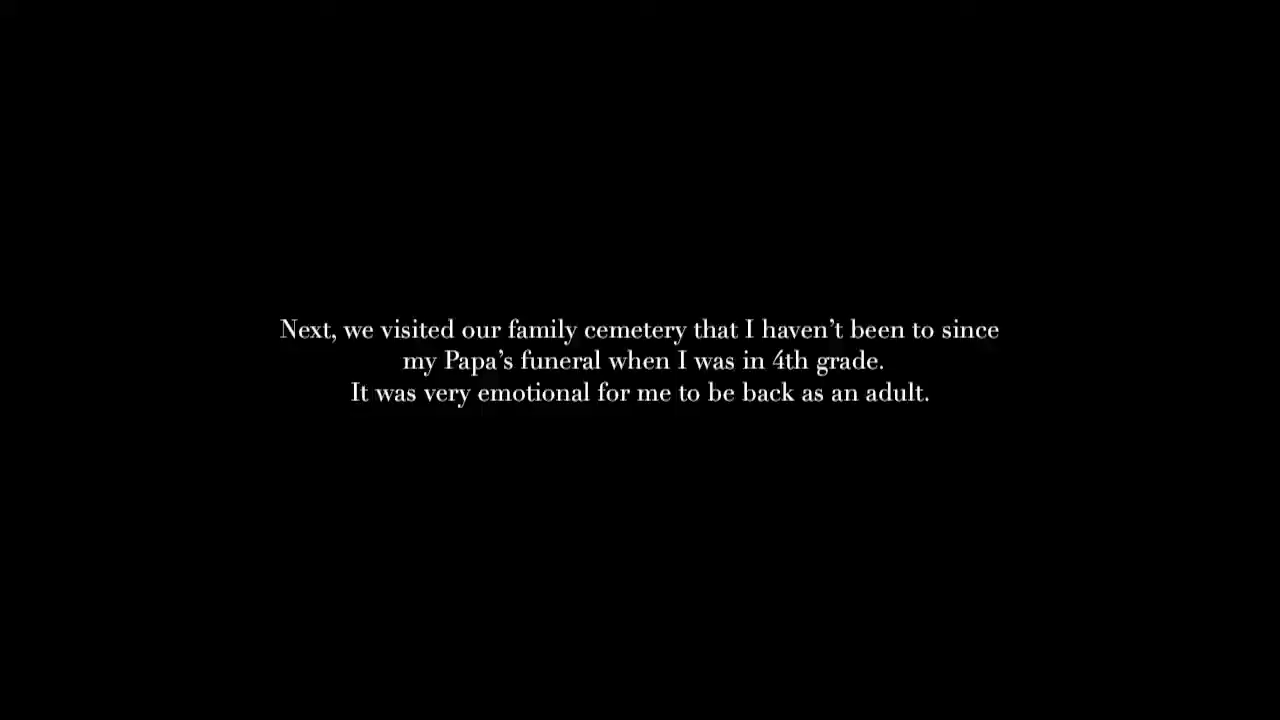 Next, we visited our family cemetery that I haven’t been to since
my Papa’s funeral when I was in 4th grade.
It was very emotional for me to be back as an adult.